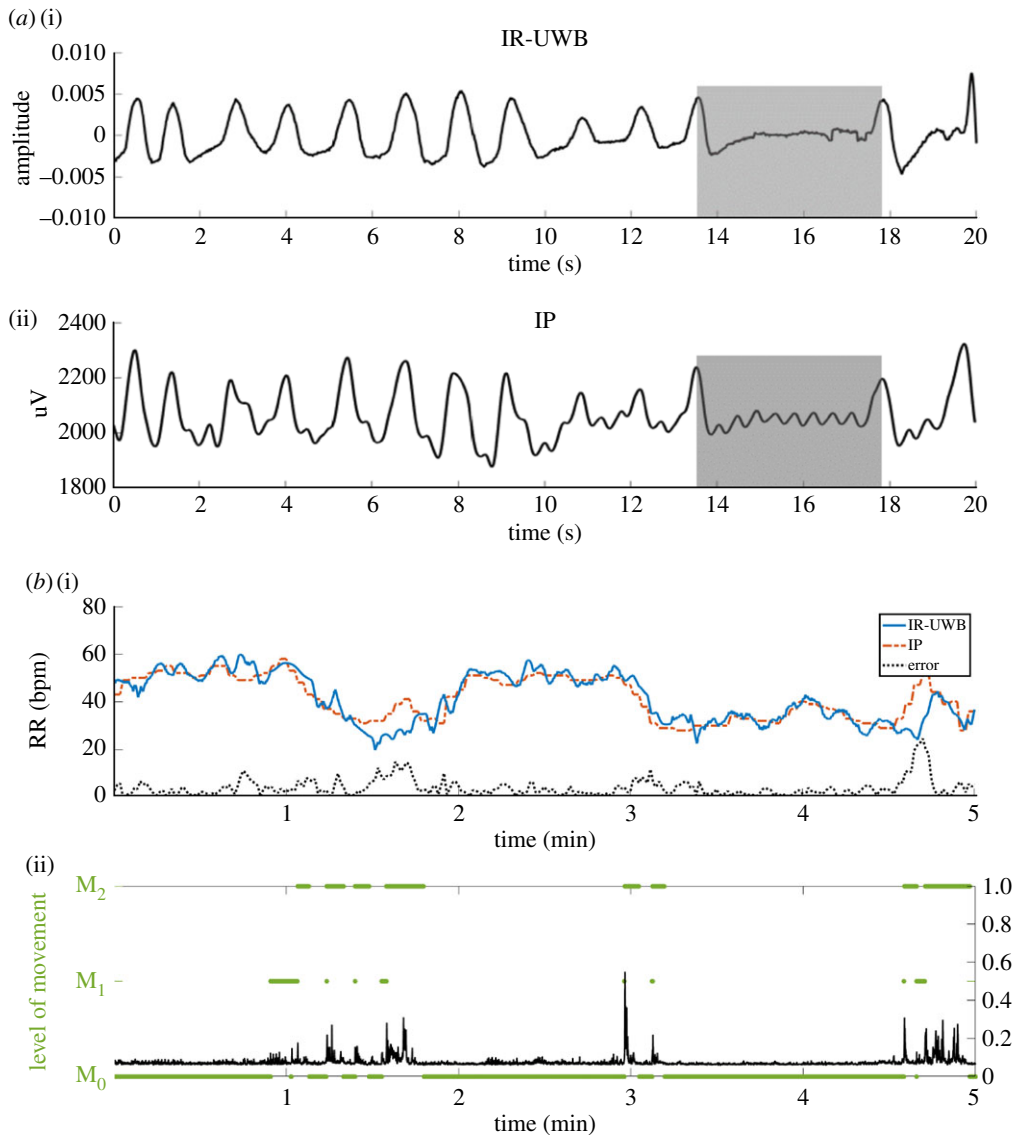 (a) (i)
IR-UWB
amplitude
0.010
0.005
0
–0.005
–0.010
0 2 4 6 8 10 12 14 16 18 20
time (s)
(ii)
IP
uV
2400
2200
2000
1800
0 2 4 6 8 10 12 14 16 18 20
time (s)
(b) (i)
RR (bpm)
80
60
40
20
0
IR-UWB
IP
error
1 2 3 4 5
time (min)
(ii)
level of movement
M2
M1
M0
1.0
0.8
0.6
0.4
0.2
0
1 2 3 4 5
time (min)